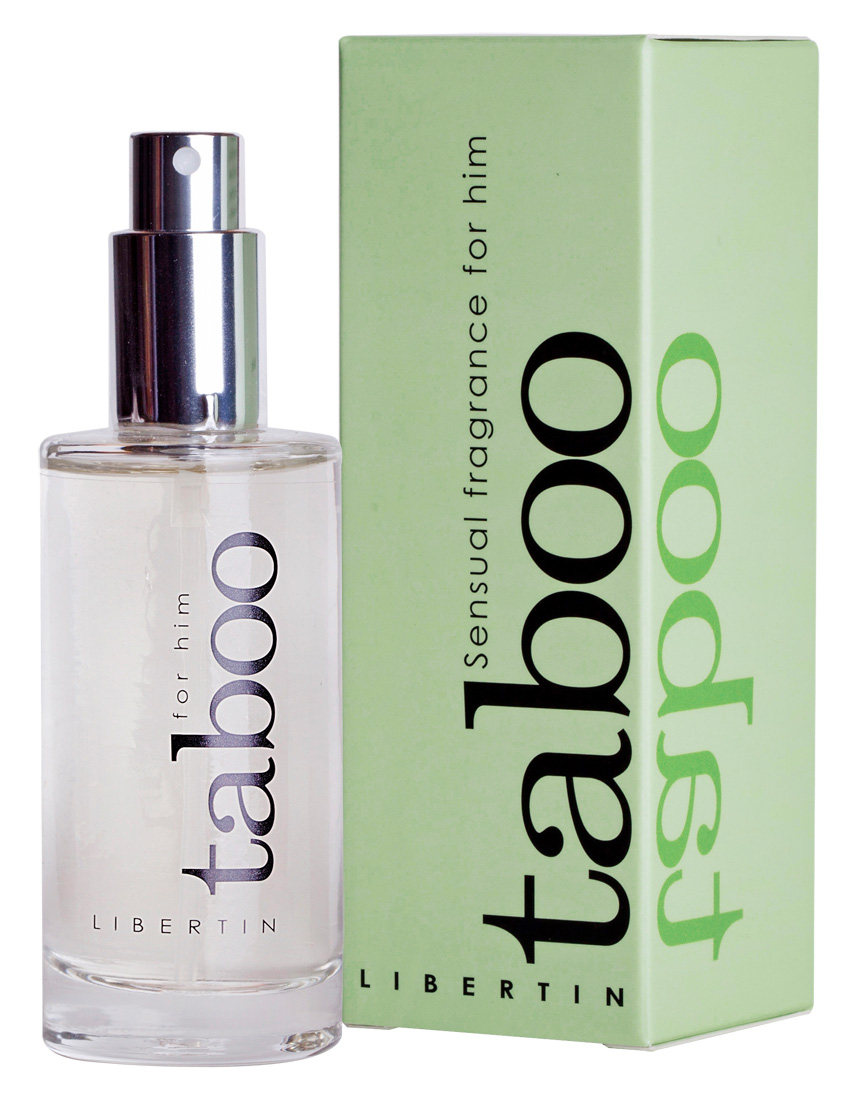 for him
taboo
LIBERTIN
Sensual fragrance for him
taboo
LIBERTIN
taboo